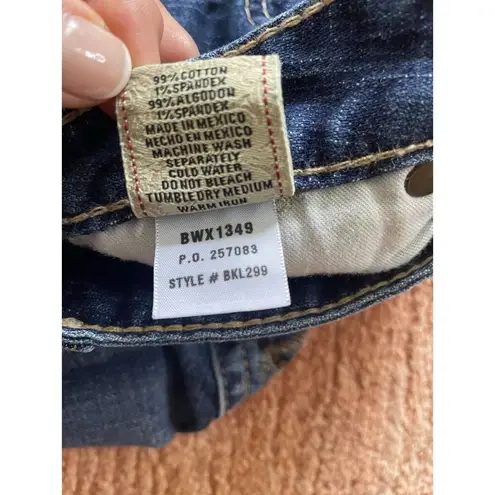 99% COTTON
1% SPANDEX
99% ALGODON
1% SPANDEX
MADE IN MEXICO
HECHO EN MEXICO
MACHINE WASH
SEPARATELY
COLD WATER
DO NOT BLEACH
TUMBLE DRY MEDIUM
WARM IRON
BWX1349
P.O. 257083
STYLE # BKL299